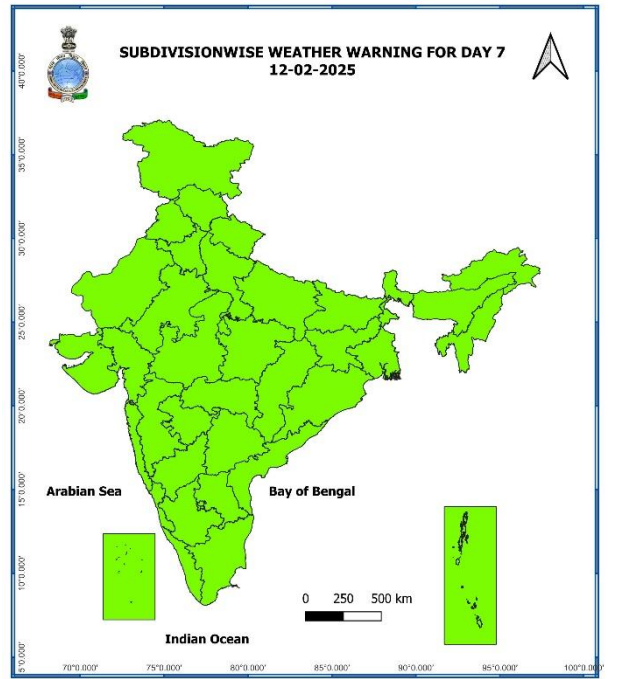 SUBDIVISIONWISE WEATHER WARNING FOR DAY 7
12-02-2025
40°0.000'
35°0.000'
30°0.000'
25°0.000'
20°0.000'
15°0.000'
10°0.000'
5°0.000'
Arabian Sea
Bay of Bengal
0 250 500 km
Indian Ocean
70°0.000' 75°0.000' 80°0.000' 85°0.000' 90°0.000' 95°0.000' 100°0.000'